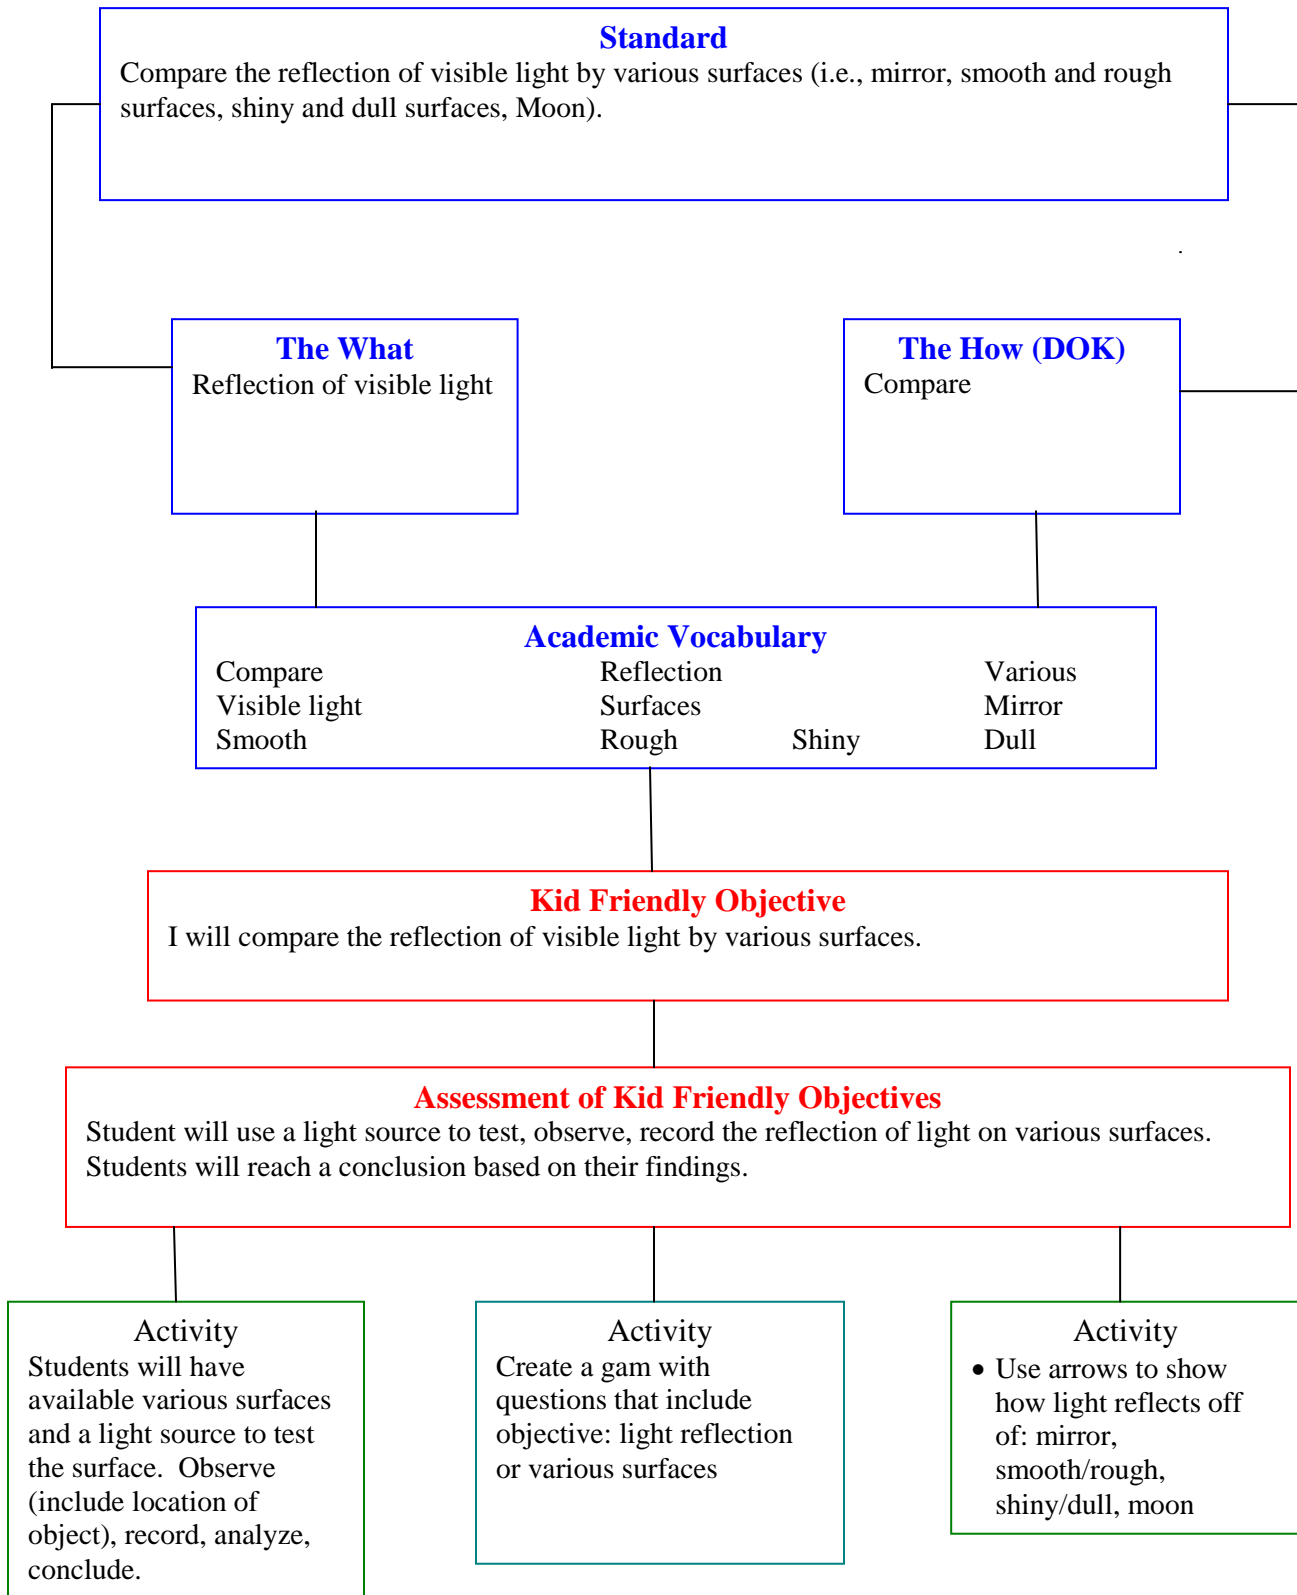 Standard
Compare the reflection of visible light by various surfaces (i.e., mirror, smooth and rough
surfaces, shiny and dull surfaces, Moon).
.
The What
Reflection of visible light
The How (DOK)
Compare
Academic Vocabulary
Compare Reflection Various
Visible light Surfaces Mirror
Smooth Rough Shiny Dull
Kid Friendly Objective
I will compare the reflection of visible light by various surfaces.
Assessment of Kid Friendly Objectives
Student will use a light source to test, observe, record the reflection of light on various surfaces.
Students will reach a conclusion based on their findings.
Activity
Students will have
available various surfaces
and a light source to test
the surface. Observe
(include location of
object), record, analyze,
conclude.
Activity
Create a gam with
questions that include
objective: light reflection
or various surfaces
Activity
• Use arrows to show
how light reflects off
of: mirror,
smooth/rough,
shiny/dull, moon